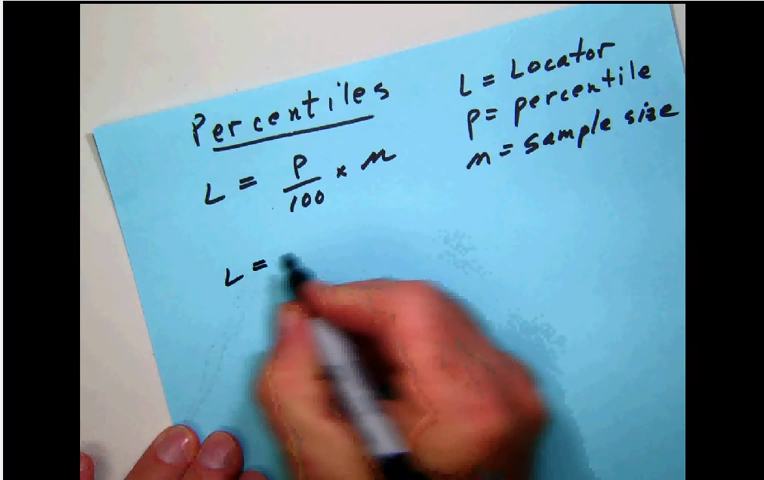 Percentiles
L = P/100 × n
L =
L = Locator
P = percentile
n = sample size